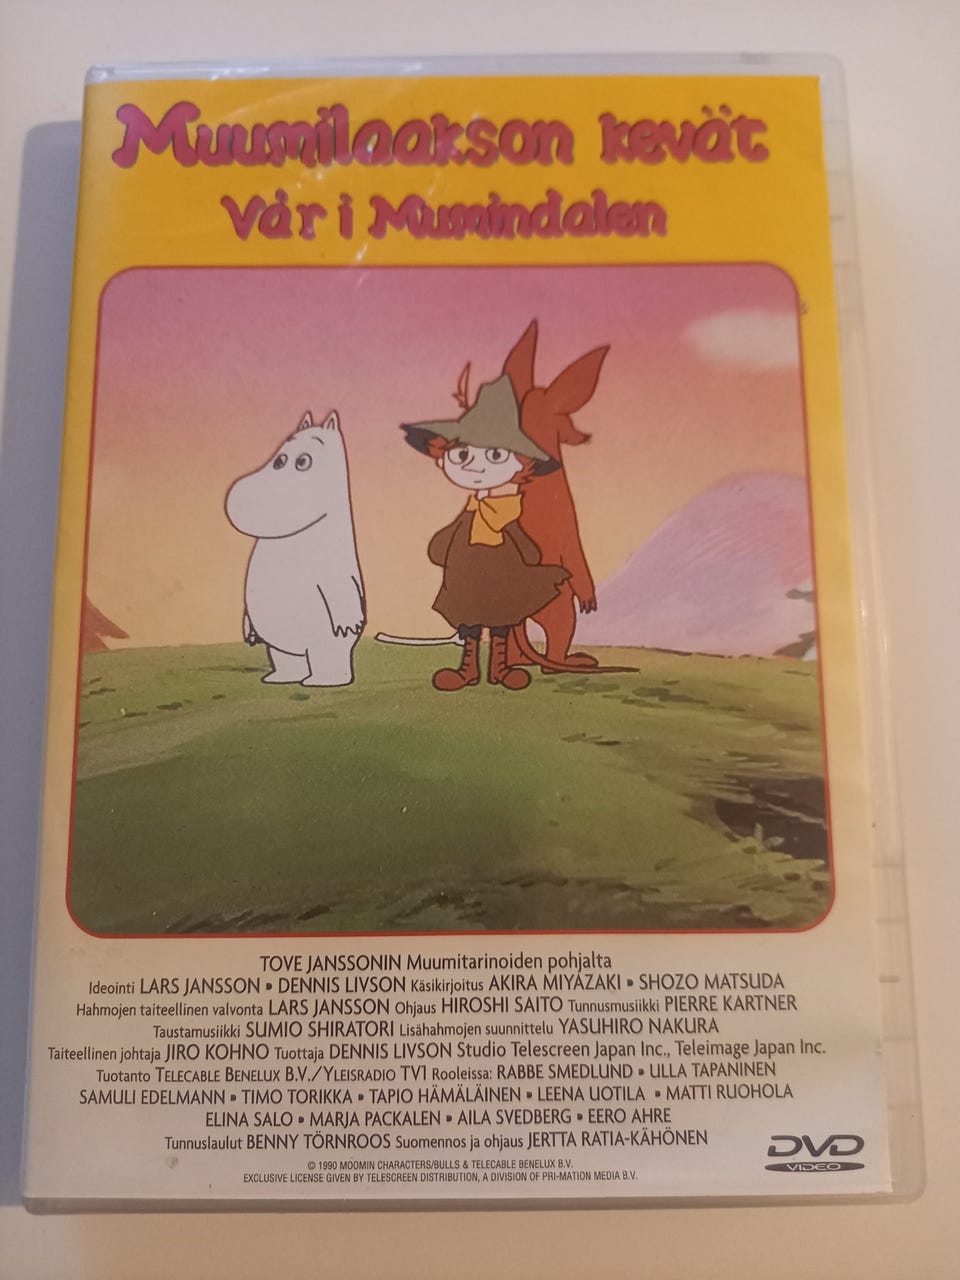 Muumilaakson kevät
Vår i Mumindalen
TOVE JANSSONIN Muumitarinoiden pohjalta
Ideointi LARS JANSSON • DENNIS LIVSON Käsikirjoitus AKIRA MIYAZAKI • SHOZO MATSUDA
Hahmojen taiteellinen valvonta LARS JANSSON Ohjaus HIROSHI SAITO Tunnusmusiikki PIERRE KARTNER
Taustamusiikki SUMIO SHIRATORI Lisähahmojen suunnittelu YASUHIRO NAKURA
Taiteellinen johtaja JIRO KOHNO Tuottaja DENNIS LIVSON Studio Telescreen Japan Inc., Teleimage Japan Inc.
Tuotanto TELECABLE BENELUX B.V./YLEISRADIO TV1 Rooleissa: RABBE SMEDLUND • ULLA TAPANINEN
SAMULI EDELMANN • TIMO TORIKKA • TAPIO HÄMÄLÄINEN • LEENA UOTILA • MATTI RUOHOLA
ELINA SALO • MARJA PACKALEN • AILA SVEDBERG • EERO AHRE
Tunnuslaulut BENNY TÖRNROOS Suomennos ja ohjaus JERTTA RATIA-KÄHÖNEN
© 1990 MOOMIN CHARACTERS/BULLS & TELECABLE BENELUX B.V.
EXCLUSIVE LICENSE GIVEN BY TELESCREEN DISTRIBUTION, A DIVISION OF PRI-MATION MEDIA B.V.
DVD
VIDEO